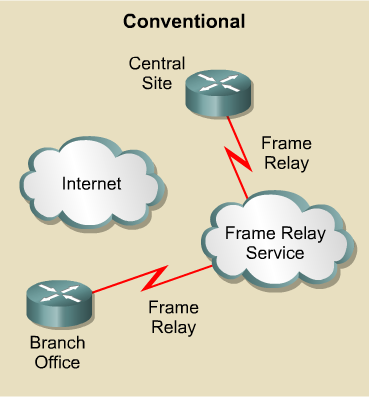 Conventional
Central
Site
Frame
Relay
Internet
Frame Relay
Service
Frame
Relay
Branch
Office